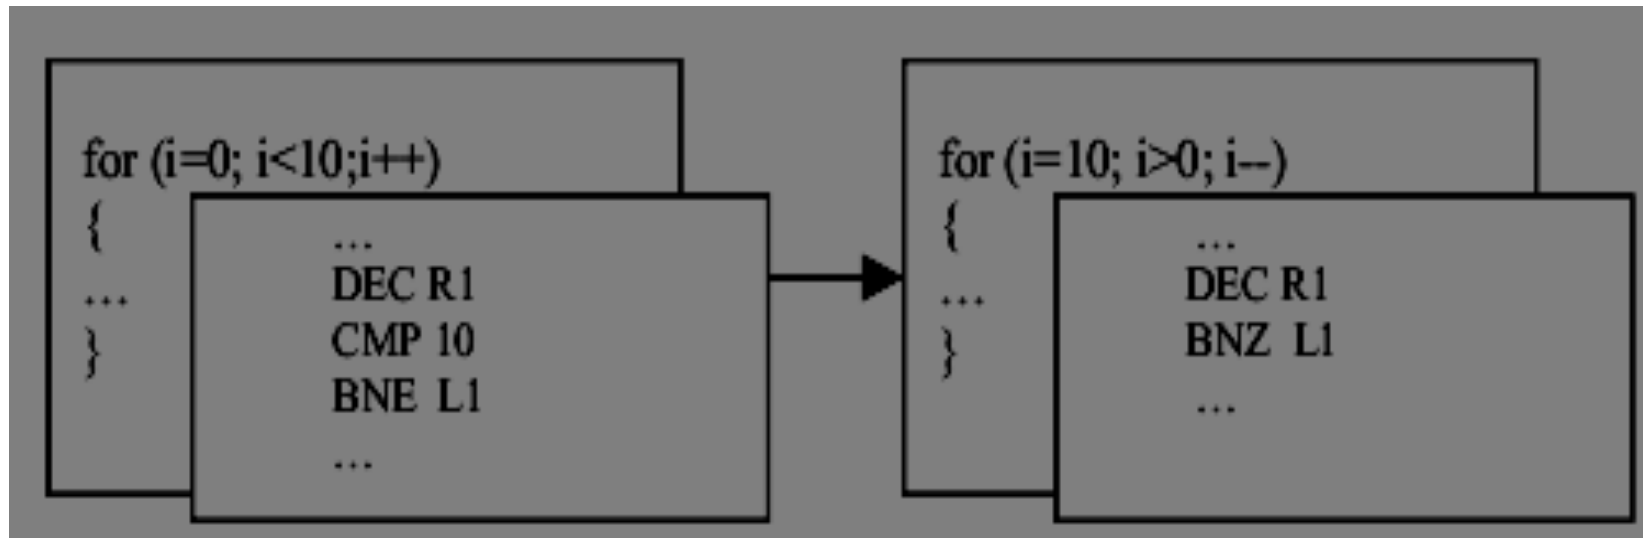 for (i=0; i<10;i++)
{
...
}
...
DEC R1
CMP 10
BNE L1
...
for (i=10; i>0; i--)
{
...
}
...
DEC R1
BNZ L1
...